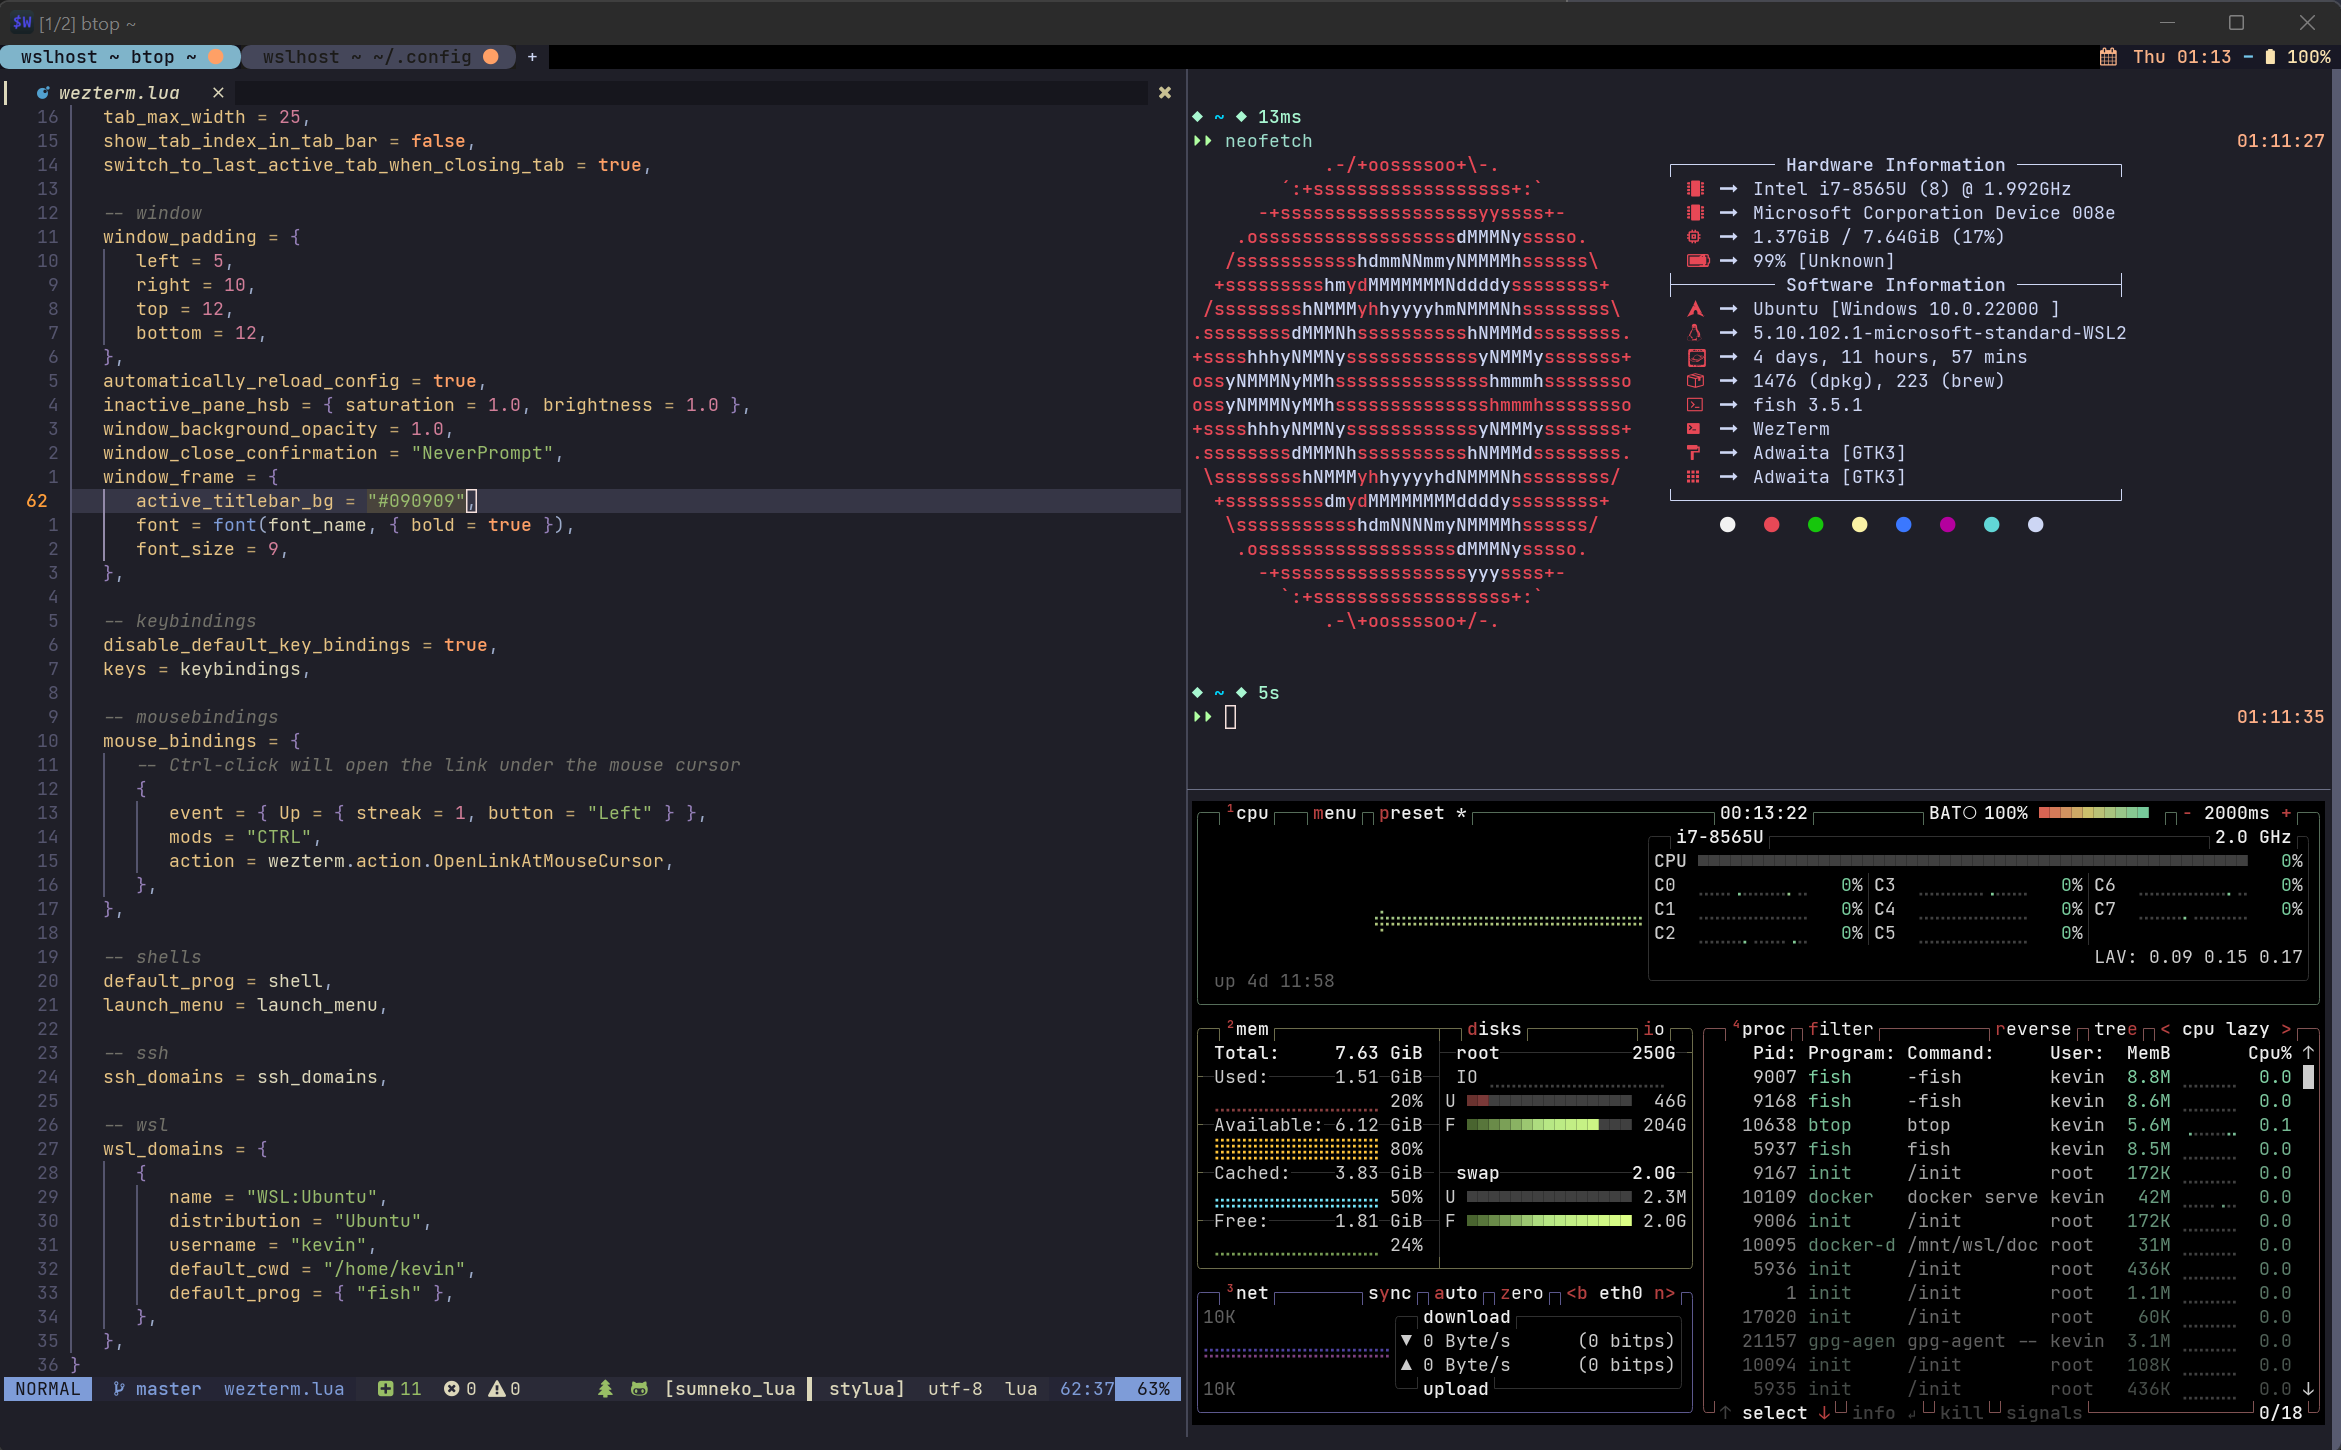 $W [1/2] btop ~
wslhost ~ btop ~
wslhost ~ ~/.config
+
Thu 01:13 - 100%
wezterm.lua ×
16 tab_max_width = 25,
15 show_tab_index_in_tab_bar = false,
14 switch_to_last_active_tab_when_closing_tab = true,
13
12 -- window
11 window_padding = {
10 left = 5,
9 right = 10,
8 top = 12,
7 bottom = 12,
6 },
5 automatically_reload_config = true,
4 inactive_pane_hsb = { saturation = 1.0, brightness = 1.0 },
3 window_background_opacity = 1.0,
2 window_close_confirmation = "NeverPrompt",
1 window_frame = {
62 active_titlebar_bg = "#090909",
1 font = font(font_name, { bold = true }),
2 font_size = 9,
3 },
4
5 -- keybindings
6 disable_default_key_bindings = true,
7 keys = keybindings,
8
9 -- mousebindings
10 mouse_bindings = {
11 -- Ctrl-click will open the link under the mouse cursor
12 {
13 event = { Up = { streak = 1, button = "Left" } },
14 mods = "CTRL",
15 action = wezterm.action.OpenLinkAtMouseCursor,
16 },
17 },
18
19 -- shells
20 default_prog = shell,
21 launch_menu = launch_menu,
22
23 -- ssh
24 ssh_domains = ssh_domains,
25
26 -- wsl
27 wsl_domains = {
28 {
29 name = "WSL:Ubuntu",
30 distribution = "Ubuntu",
31 username = "kevin",
32 default_cwd = "/home/kevin",
33 default_prog = { "fish" },
34 },
35 },
36 }
NORMAL master wezterm.lua 11 0 0 [sumneko_lua stylua] utf-8 lua 62:37 63%
◆ ~ ◆ 13ms
neofetch 01:11:27
.-/+oossssoo+\-.
´:+ssssssssssssssssss+:`
-+ssssssssssssssssssyyssss+-
.ossssssssssssssssssdMMMNysssso.
/ssssssssssshdmmNNmmyNMMMMhssssss\
+ssssssssshmydMMMMMMMNddddyssssssss+
/sssssssshNMMMyhhyyyyhmNMMMNhssssssss\
.ssssssssdMMMNhsssssssssshNMMMdssssssss.
+sssshhhyNMMNyssssssssssssyNMMMysssssss+
ossyNMMMNyMMhsssssssssssssshmmmhssssssso
ossyNMMMNyMMhsssssssssssssshmmmhssssssso
+sssshhhyNMMNyssssssssssssyNMMMysssssss+
.ssssssssdMMMNhsssssssssshNMMMdssssssss.
\sssssssshNMMMyhhyyyyhdNMMMNhssssssss/
+sssssssssdmydMMMMMMMMddddyssssssss+
\ssssssssssshdmNNNNmyNMMMMhssssss/
.ossssssssssssssssssdMMMNysssso.
-+sssssssssssssssssyyyssss+-
`:+ssssssssssssssssss+:`
.-\+oossssoo+/-.
Hardware Information
Intel i7-8565U (8) @ 1.992GHz
Microsoft Corporation Device 008e
1.37GiB / 7.64GiB (17%)
99% [Unknown]
Software Information
Ubuntu [Windows 10.0.22000 ]
5.10.102.1-microsoft-standard-WSL2
4 days, 11 hours, 57 mins
1476 (dpkg), 223 (brew)
fish 3.5.1
WezTerm
Adwaita [GTK3]
Adwaita [GTK3]
◆ ~ ◆ 5s
01:11:35
1cpu menu preset * 00:13:22 BAT 100% - 2000ms +
i7-8565U 2.0 GHz
CPU 0%
C0 0% C3 0% C6 0%
C1 0% C4 0% C7 0%
C2 0% C5 0%
LAV: 0.09 0.15 0.17
up 4d 11:58
2mem disks io
Total: 7.63 GiB root 250G
Used: 1.51 GiB IO
20% U 46G
Available: 6.12 GiB F 204G
80%
Cached: 3.83 GiB swap 2.0G
50% U 2.3M
Free: 1.81 GiB F 2.0G
24%
3net sync auto zero <b eth0 n>
10K download
▼ 0 Byte/s (0 bitps)
▲ 0 Byte/s (0 bitps)
10K upload
4proc filter reverse tree < cpu lazy >
Pid: Program: Command: User: MemB Cpu% ↑
9007 fish -fish kevin 8.8M 0.0
9168 fish -fish kevin 8.6M 0.0
10638 btop btop kevin 5.6M 0.1
5937 fish fish kevin 8.5M 0.0
9167 init /init root 172K 0.0
10109 docker docker serve kevin 42M 0.0
9006 init /init root 172K 0.0
10095 docker-d /mnt/wsl/doc root 31M 0.0
5936 init /init root 436K 0.0
1 init /init root 1.1M 0.0
17020 init /init root 60K 0.0
21157 gpg-agen gpg-agent -- kevin 3.1M 0.0
10094 init /init root 108K 0.0
5935 init /init root 436K 0.0 ↓
↑ select ↓ info ↵ kill signals 0/18